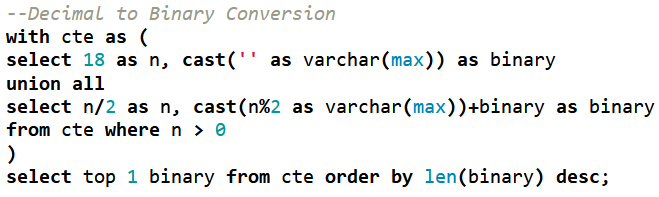 --Decimal to Binary Conversion
with cte as (
select 18 as n, cast('' as varchar(max)) as binary
union all
select n/2 as n, cast(n%2 as varchar(max))+binary as binary
from cte where n > 0
)
select top 1 binary from cte order by len(binary) desc;